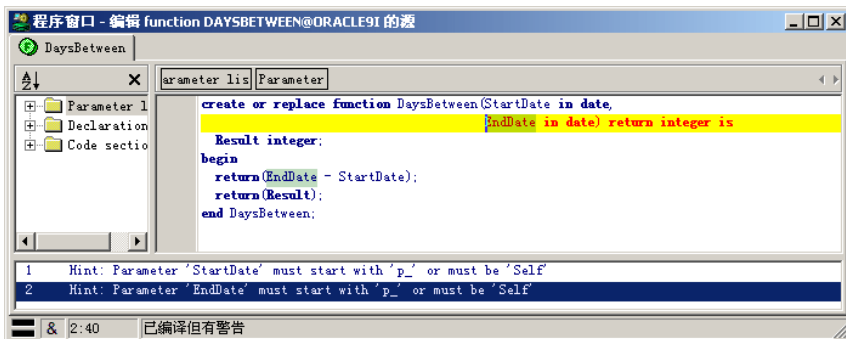 程序窗口 - 编辑 function DAYSBETWEEN@ORACLE9I 的源
DaysBetween
arameter lis Parameter
Parameter l
Declaration
Code sectio
create or replace function DaysBetween(StartDate in date,
EndDate in date) return integer is
Result integer;
begin
return(EndDate - StartDate);
return(Result);
end DaysBetween;
1 Hint: Parameter 'StartDate' must start with 'p_' or must be 'Self'
2 Hint: Parameter 'EndDate' must start with 'p_' or must be 'Self'
& 2:40 已编译但有警告